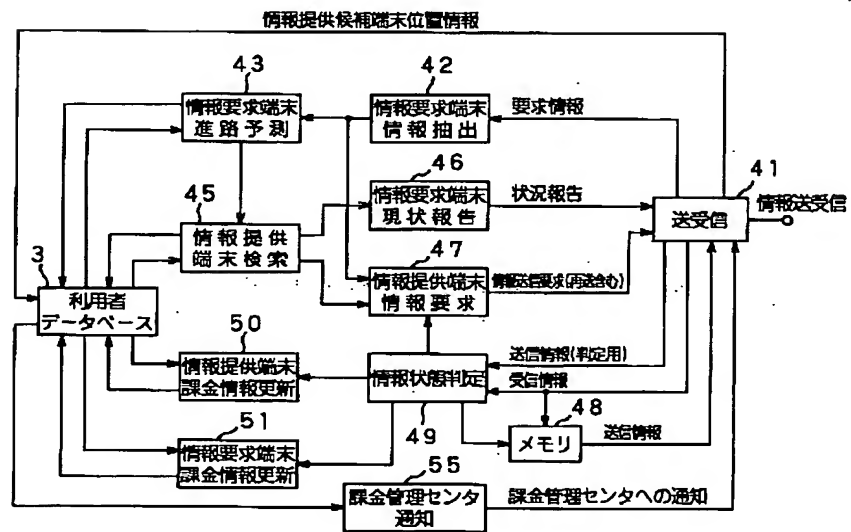 情報提供候補端末位置情報
43
情報要求端末
進路予測
42
情報要求端末
情報抽出
要求情報
46
情報要求端末
現状報告
状況報告
41
送受信
情報送受信
45
情報提供
端末検索
47
情報提供端末
情報要求
情報送信要求(再送含む)
3
利用者
データベース
50
情報提供端末
課金情報更新
情報状態判定
49
送信情報(判定用)
受信情報
48
メモリ
送信情報
51
情報要求端末
課金情報更新
55
課金管理センタ
通知
課金管理センタへの通知